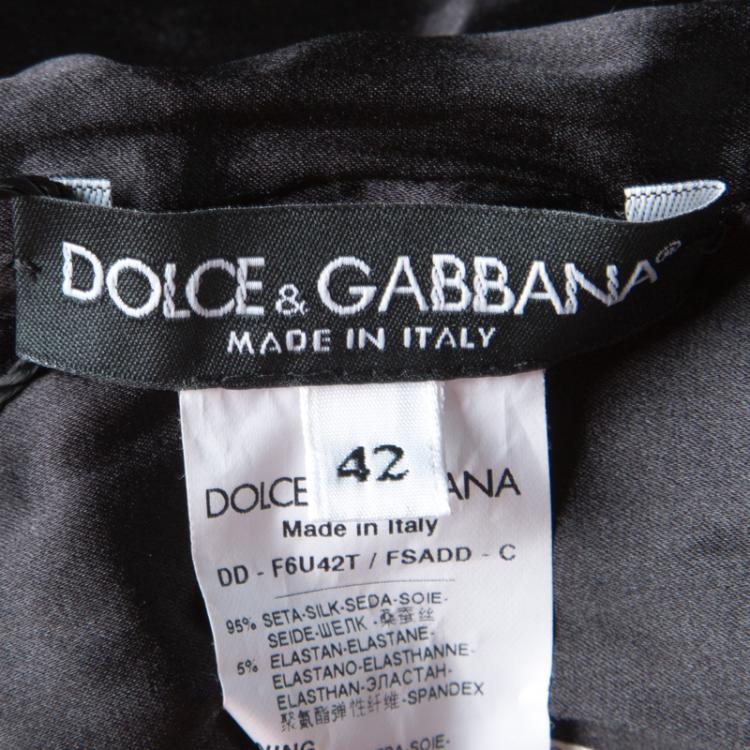 DOLCE & GABBANA®
MADE IN ITALY
42
DOLCE ANA
Made in Italy
DD - F6U42T / FSADD - C
95% SETA-SILK-SEDA-SOIE-
SEIDE-ШЕЛК -桑蚕丝
5% ELASTAN-ELASTANE-
ELASTANO-ELASTHANNE-
ELASTHAN-ЭЛАСТАН-
聚氨酯弹性纤维-SPANDEX
-SOIE-